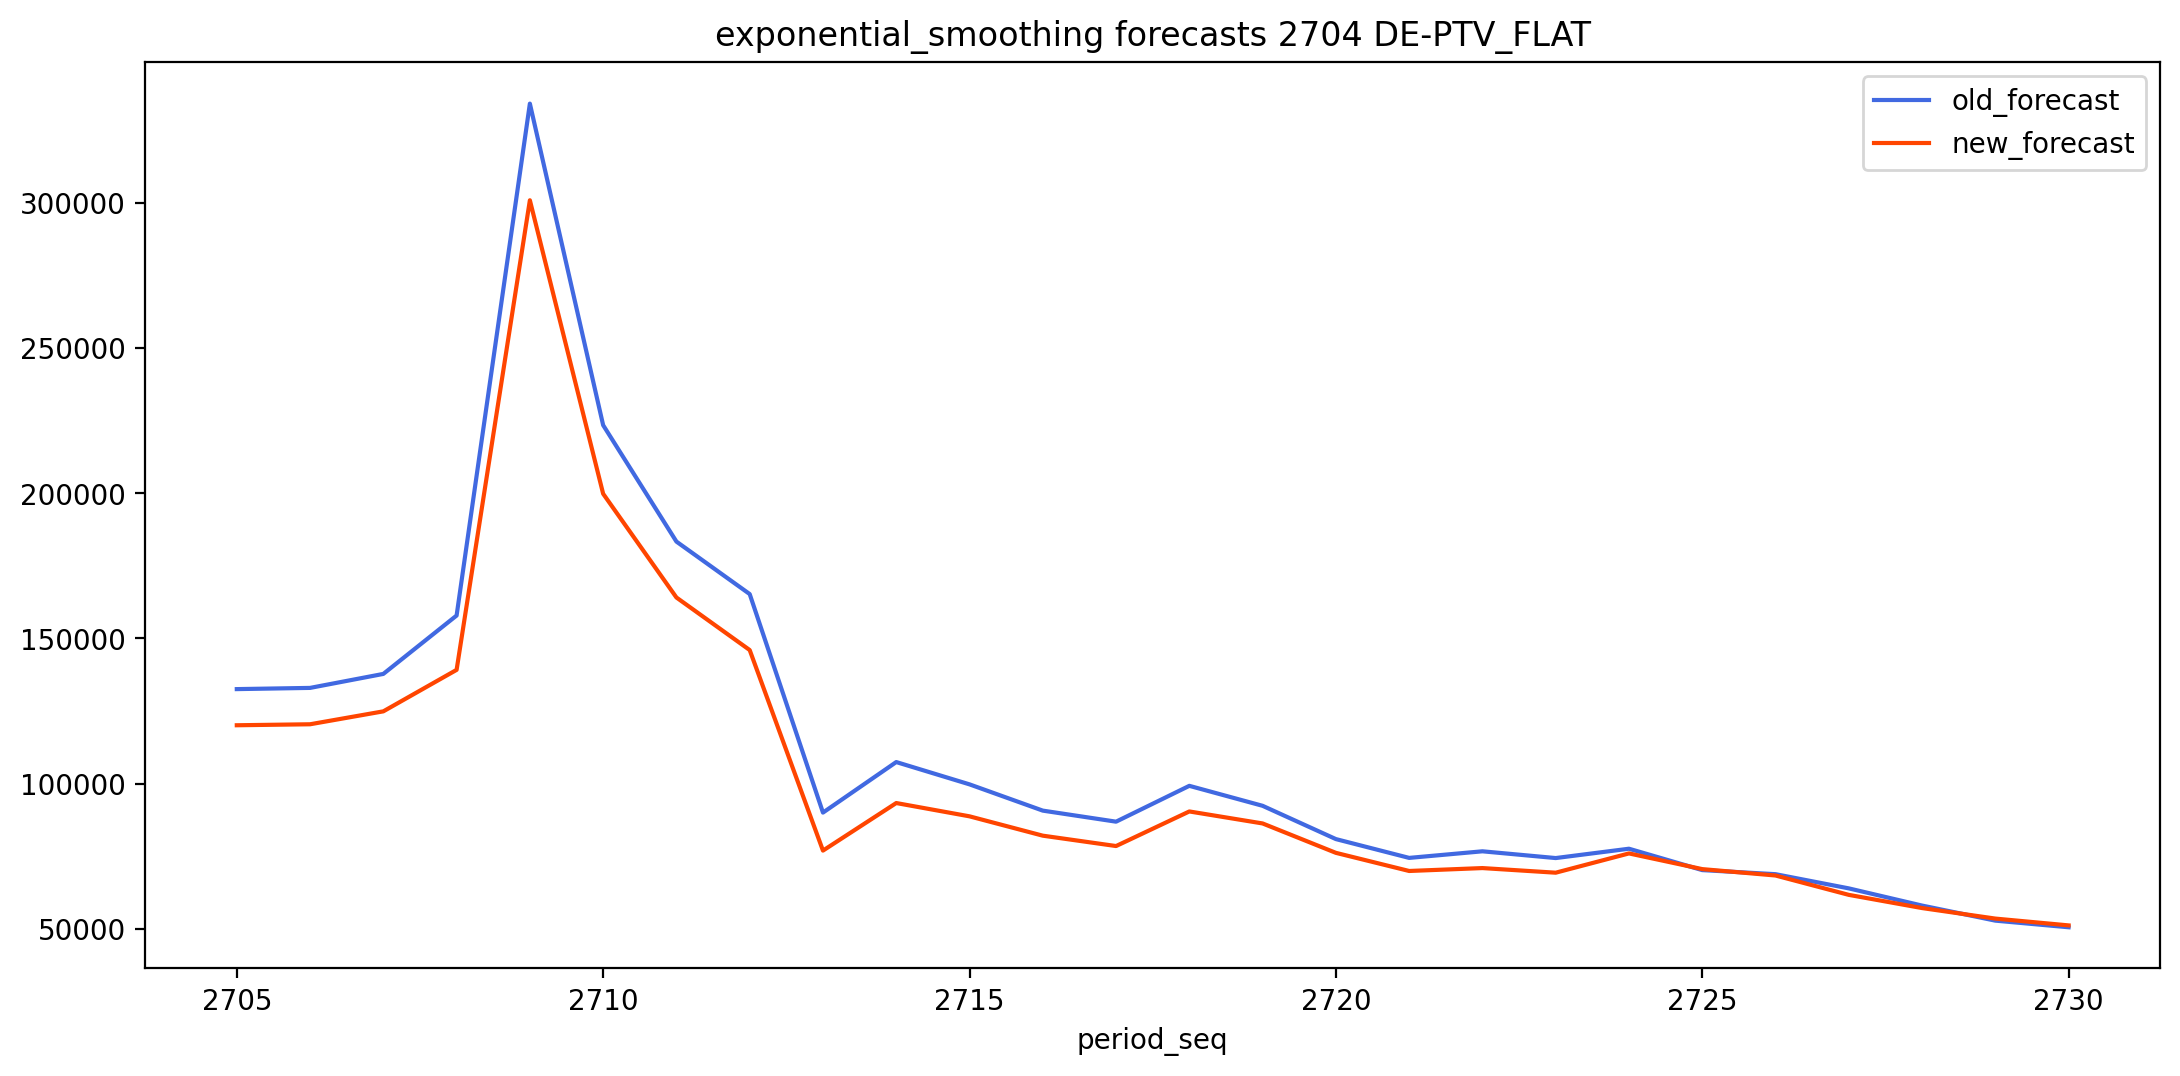 exponential_smoothing forecasts 2704 DE-PTV_FLAT
old_forecast
new_forecast
300000
250000
200000
150000
100000
50000
2705 2710 2715 2720 2725 2730
period_seq